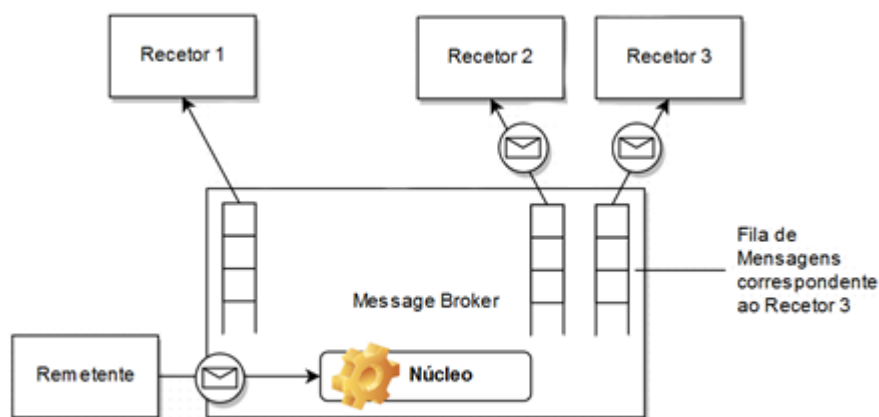 Recetor 1
Recetor 2
Recetor 3
Fila de
Mensagens
correspondente
ao Recetor 3
Message Broker
Remetente
Núcleo